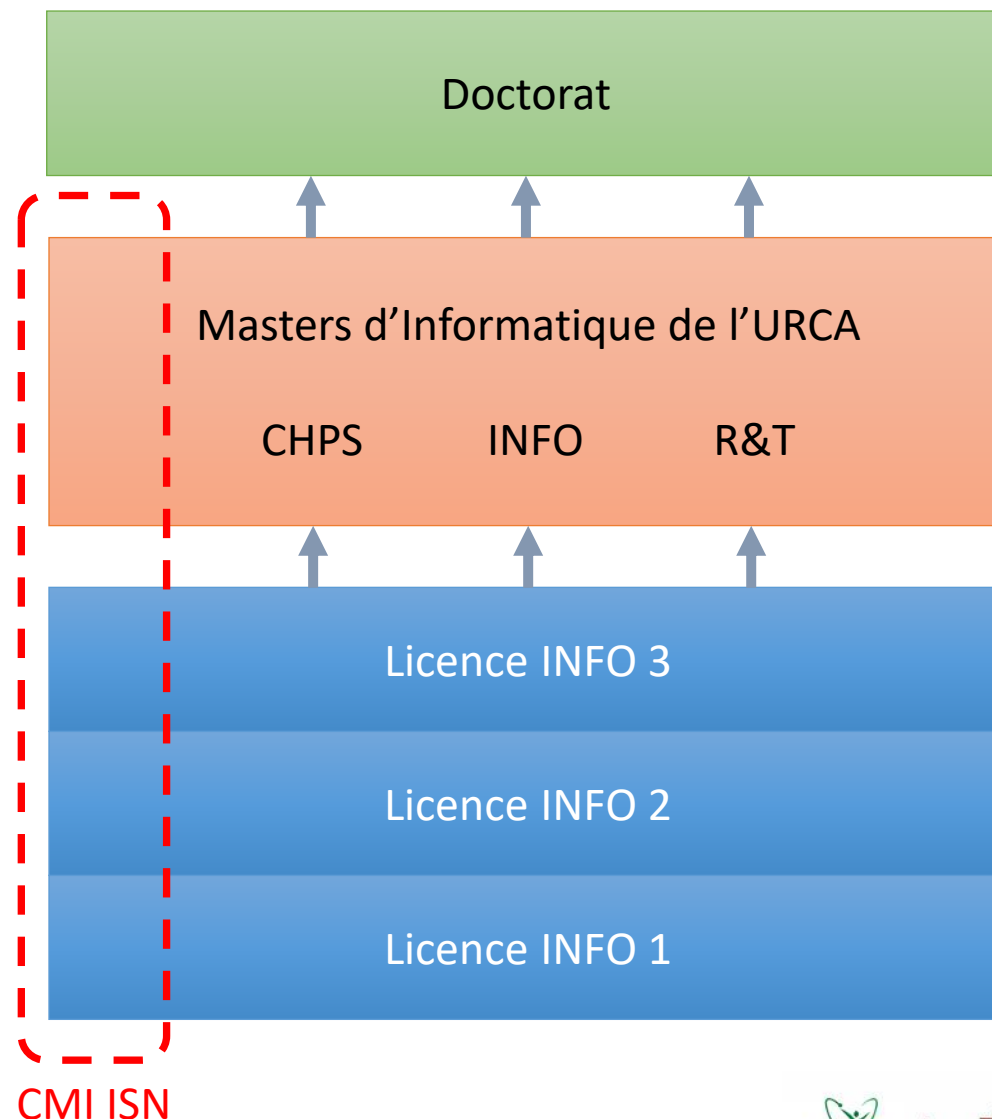 Doctorat
Masters d’Informatique de l’URCA
CHPS INFO R&T
Licence INFO 3
Licence INFO 2
Licence INFO 1
CMI ISN